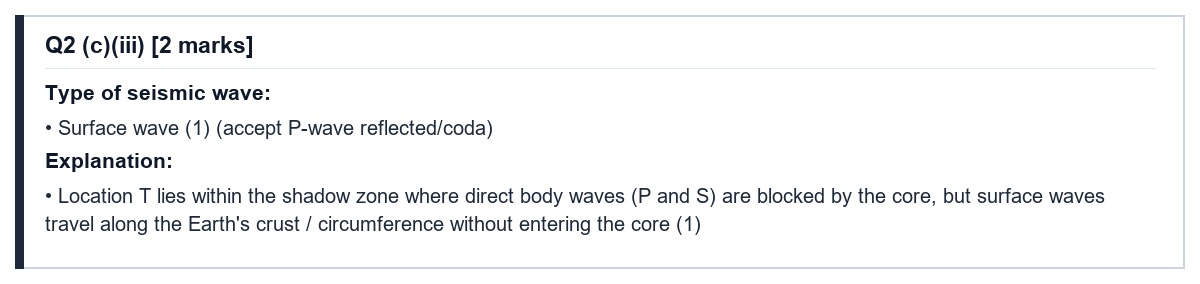 Q2 (c)(iii) [2 marks]
Type of seismic wave:
• Surface wave (1) (accept P-wave reflected/coda)
Explanation:
• Location T lies within the shadow zone where direct body waves (P and S) are blocked by the core, but surface waves
travel along the Earth's crust / circumference without entering the core (1)